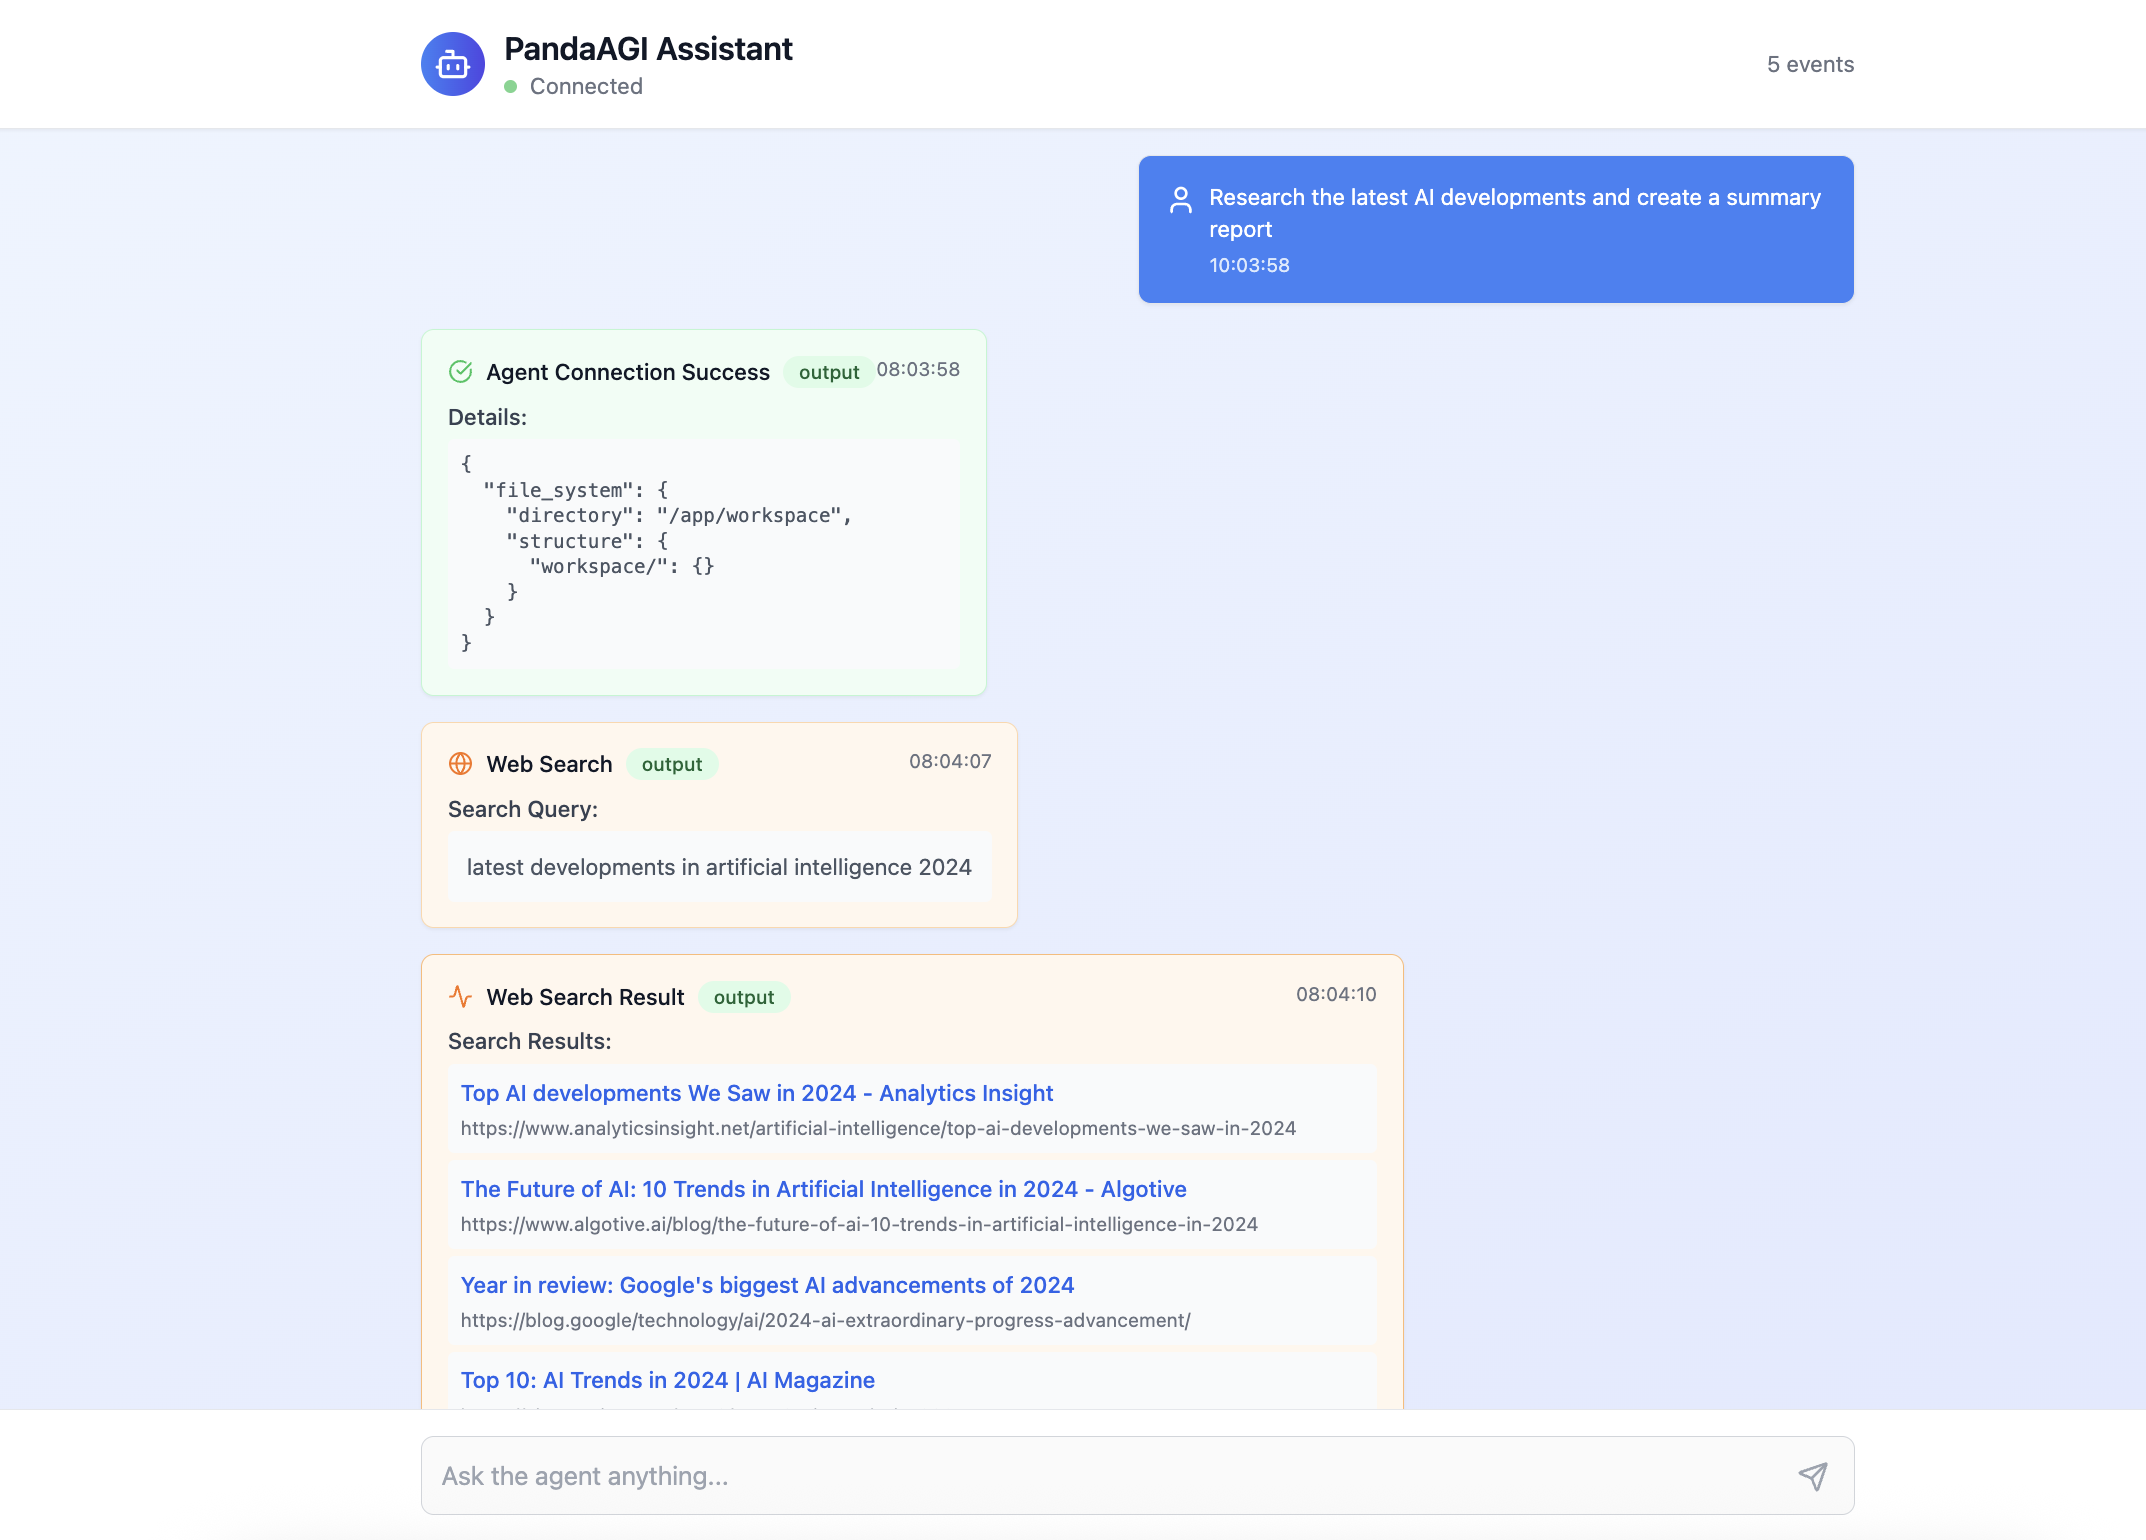 PandaAGI Assistant
Connected
5 events
Research the latest AI developments and create a summary
report
10:03:58
Agent Connection Success output 08:03:58
Details:
{
  "file_system": {
    "directory": "/app/workspace",
    "structure": {
      "workspace/": {}
    }
  }
}
Web Search output 08:04:07
Search Query:
latest developments in artificial intelligence 2024
Web Search Result output 08:04:10
Search Results:
Top AI developments We Saw in 2024 - Analytics Insight
https://www.analyticsinsight.net/artificial-intelligence/top-ai-developments-we-saw-in-2024
The Future of AI: 10 Trends in Artificial Intelligence in 2024 - Algotive
https://www.algotive.ai/blog/the-future-of-ai-10-trends-in-artificial-intelligence-in-2024
Year in review: Google's biggest AI advancements of 2024
https://blog.google/technology/ai/2024-ai-extraordinary-progress-advancement/
Top 10: AI Trends in 2024 | AI Magazine
Ask the agent anything...